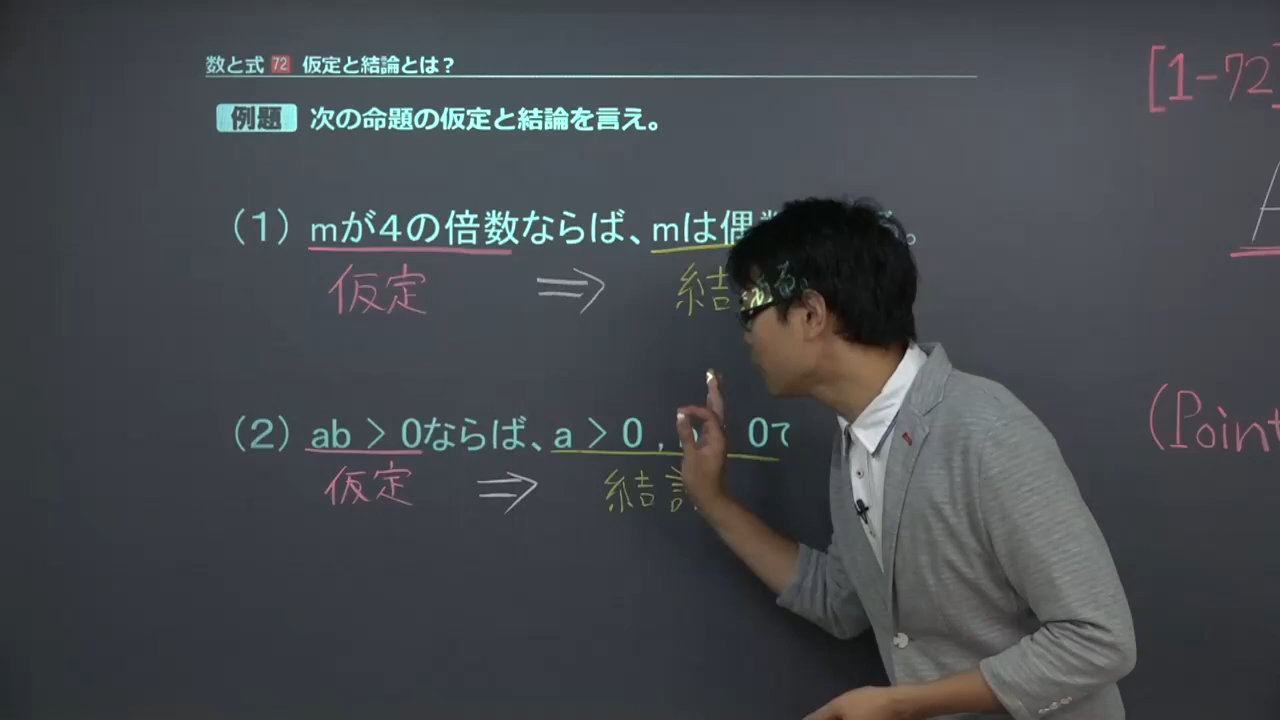 数と式 72 仮定と結論とは？
[1-72]
例題 次の命題の仮定と結論を言え。
(1) mが4の倍数ならば、mは偶
仮定 ⇒ 結
(2) ab > 0ならば、a > 0 , 0で
仮定 ⇒ 結
(Point